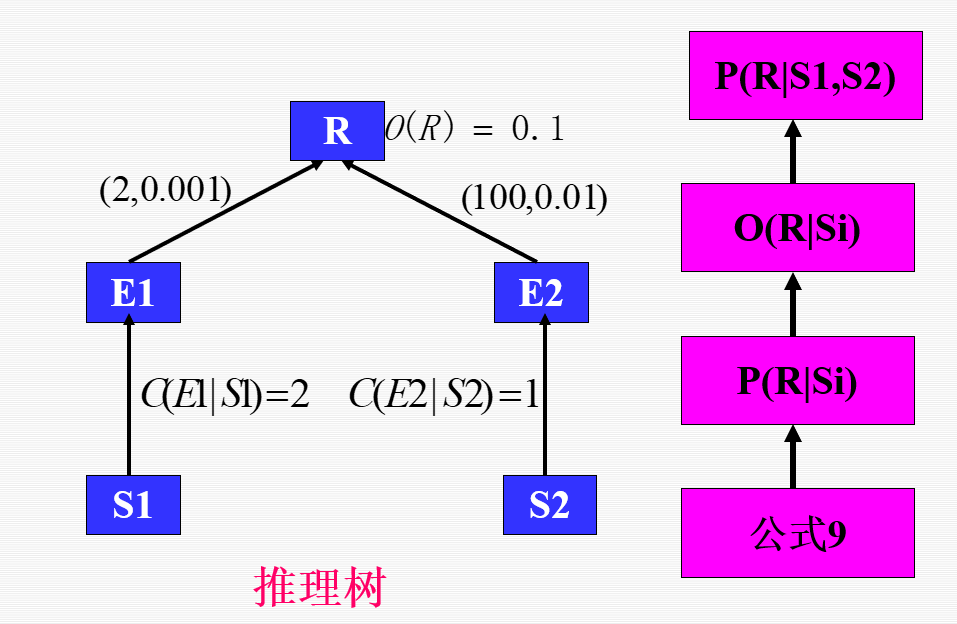 R
O(R) = 0.1
(2,0.001)
(100,0.01)
E1
E2
C(E1|S1)=2
C(E2|S2)=1
S1
S2
推理树
P(R|S1,S2)
O(R|Si)
P(R|Si)
公式9